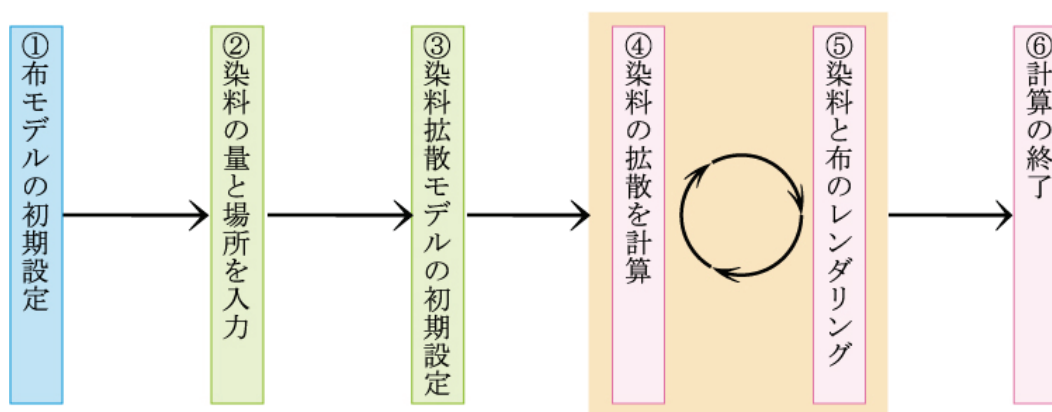 ①布モデルの初期設定
②染料の量と場所を入力
③染料拡散モデルの初期設定
④染料の拡散を計算
⑤染料と布のレンダリング
⑥計算の終了